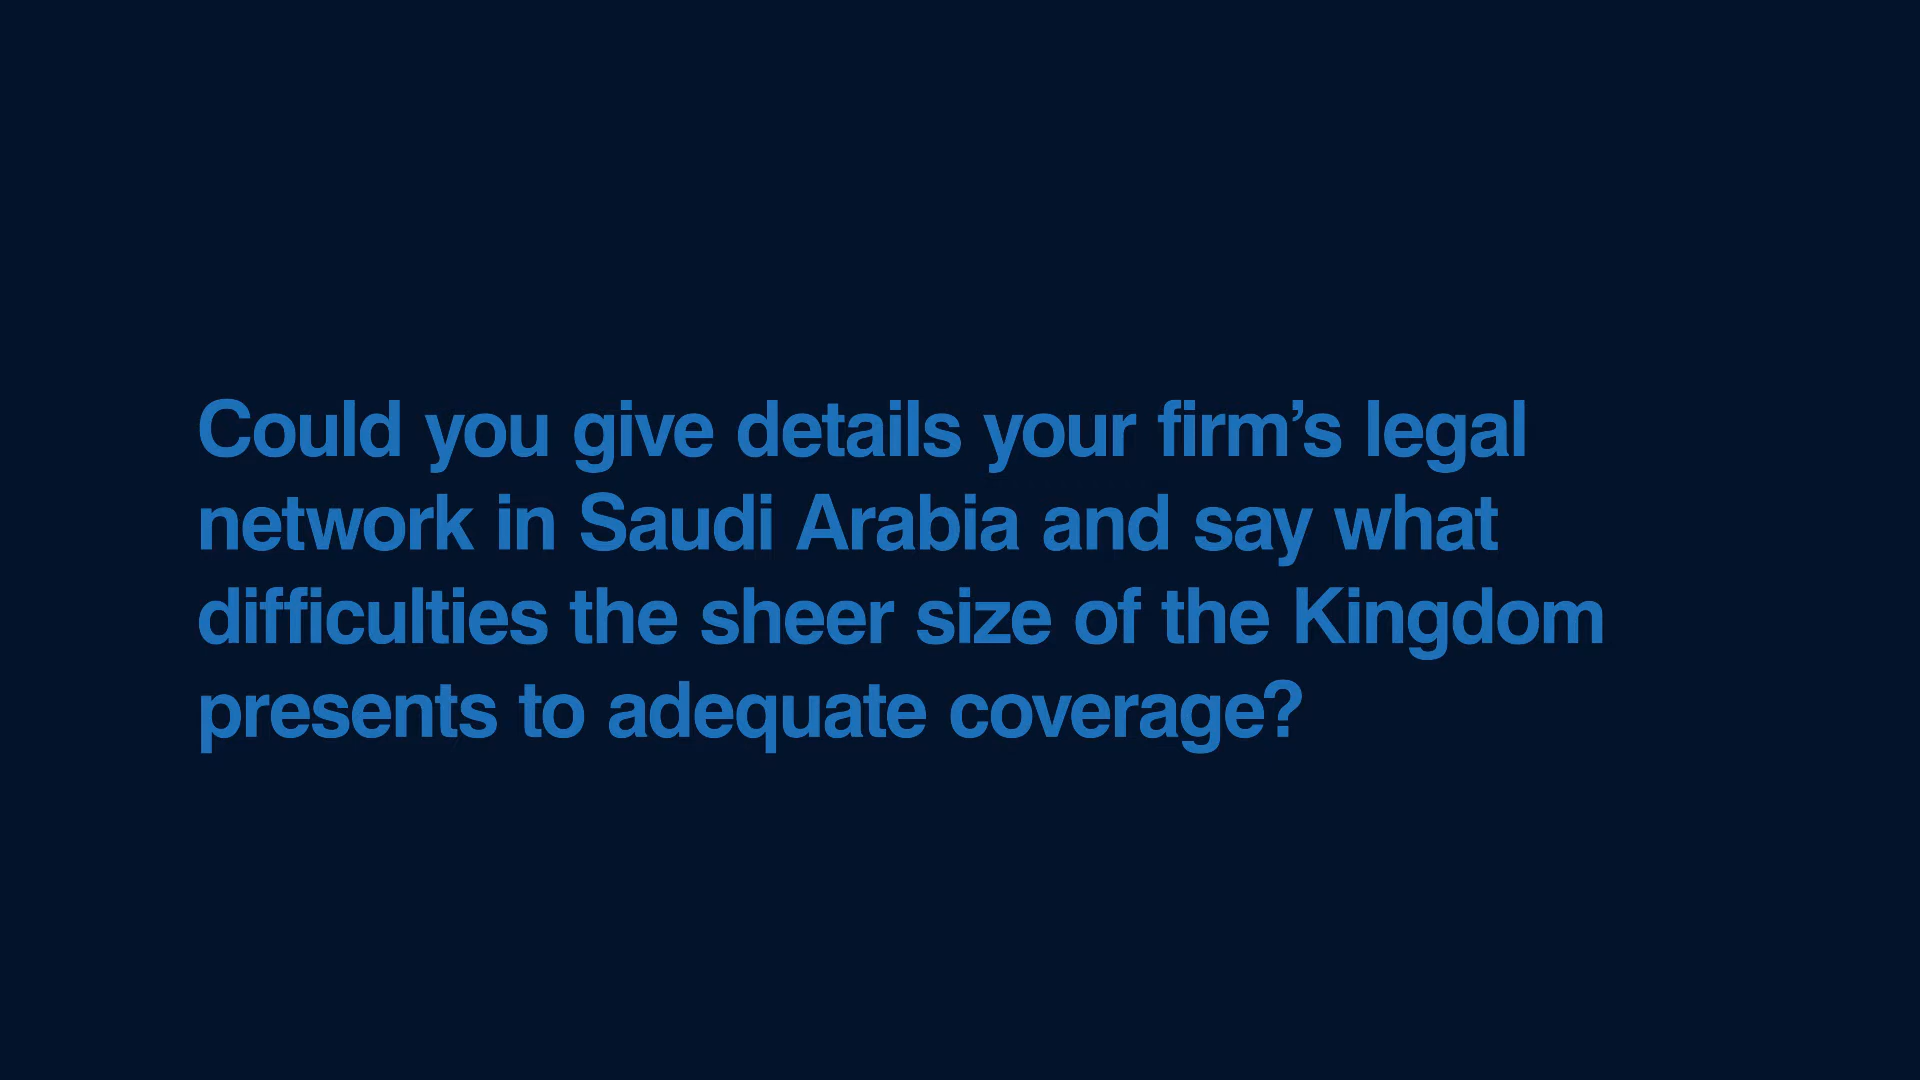 Could you give details your firm’s legal
network in Saudi Arabia and say what
difficulties the sheer size of the Kingdom
presents to adequate coverage?